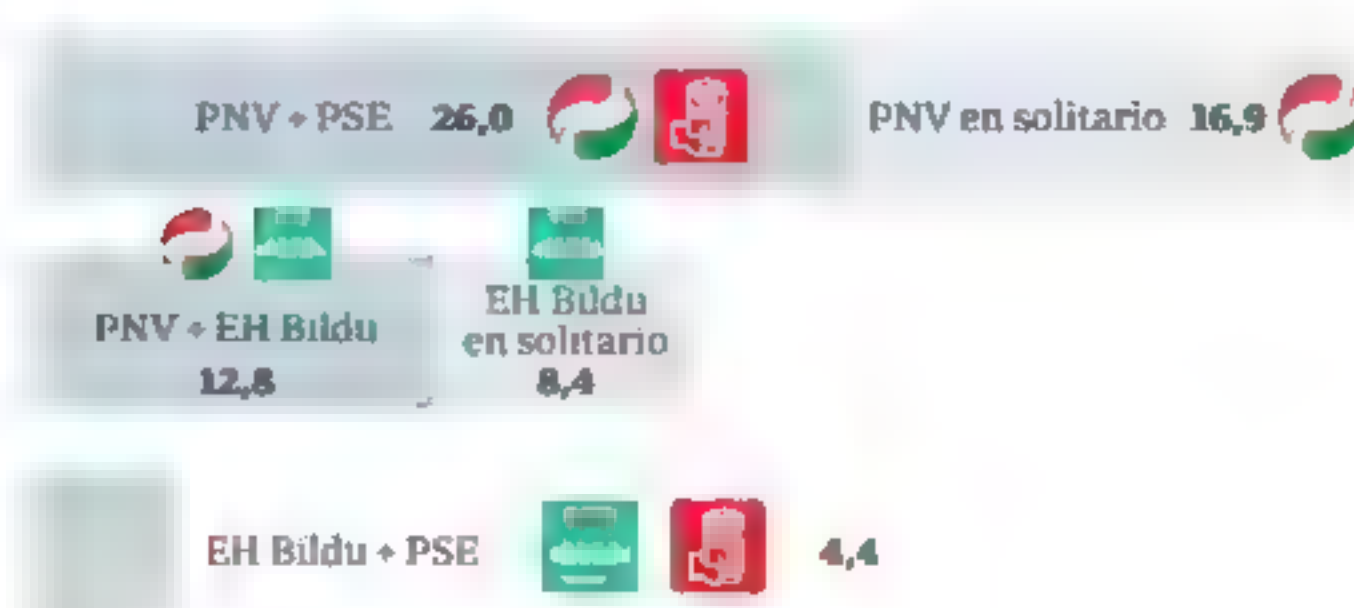 PNV + PSE 26,0
PNV en solitario 16,9
PNV + EH Bildu
12,8
EH Bildu
en solitario
8,4
EH Bildu + PSE 4,4